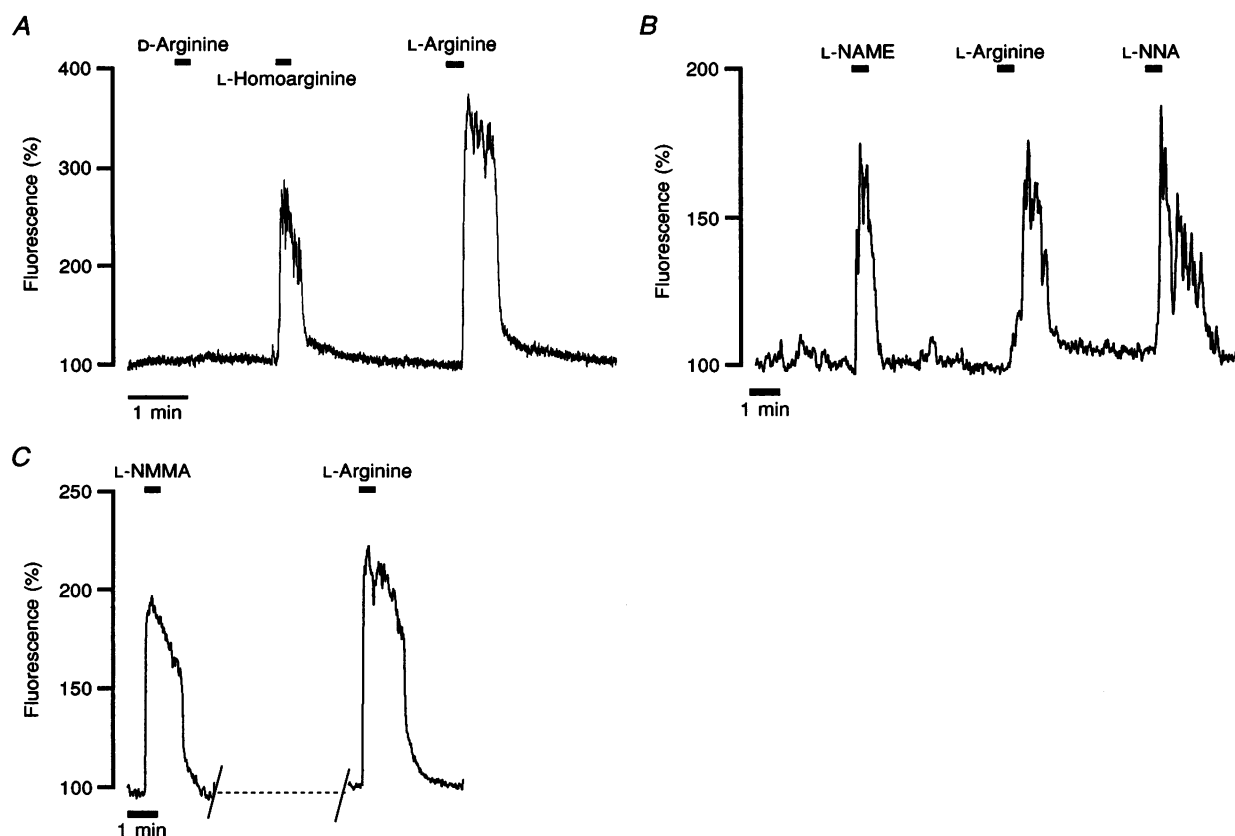 A
D-Arginine
L-Homoarginine
L-Arginine
400
300
200
100
Fluorescence (%)
1 min
B
L-NAME
L-Arginine
L-NNA
200
150
100
Fluorescence (%)
1 min
C
L-NMMA
L-Arginine
250
200
150
100
Fluorescence (%)
1 min